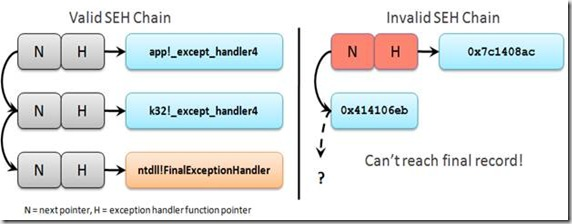 Valid SEH Chain
N H app!_except_handler4
N H k32!_except_handler4
N H ntdll!FinalExceptionHandler
N = next pointer, H = exception handler function pointer
Invalid SEH Chain
N H 0x7c1408ac
0x414106eb
Can't reach final record!
?